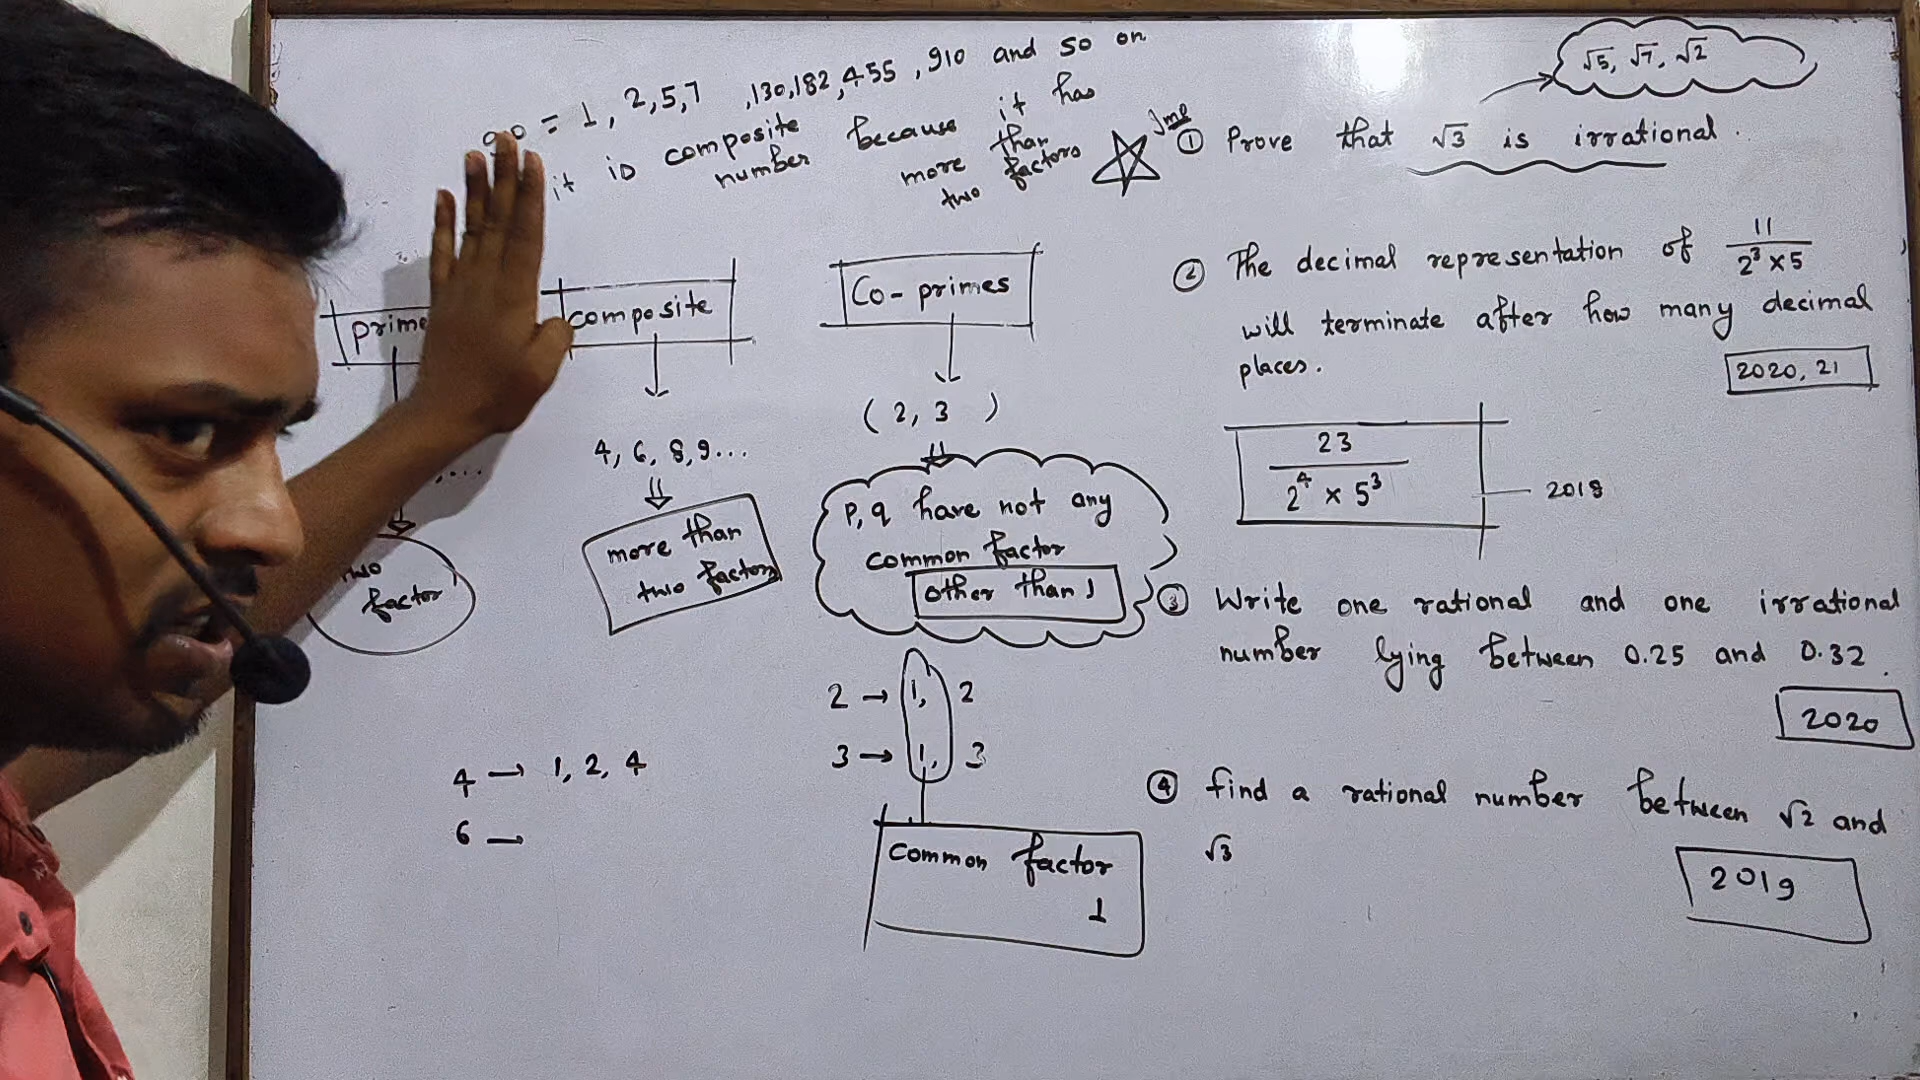 = 1, 2,5,7 ,130,182,455 ,910 and so on
it is composite number because it has more than two factors
prime
composite
4, 6, 8,9...
more than
two factors
factor
4 → 1, 2, 4
6 —
Co-primes
(2, 3 )
p,q have not any
common factor
other than 1
2 → 1, 2
3 → 1, 3
common factor
1
√5, √7, √2
Imp
① Prove that √3 is irrational.
② The decimal representation of 11/2³×5
will terminate after how many decimal
places.
2020, 21
23/2⁴ × 5³
2018
③ Write one rational and one irrational
number lying between 0.25 and 0.32.
2020
④ find a rational number between √2 and
√3
2019